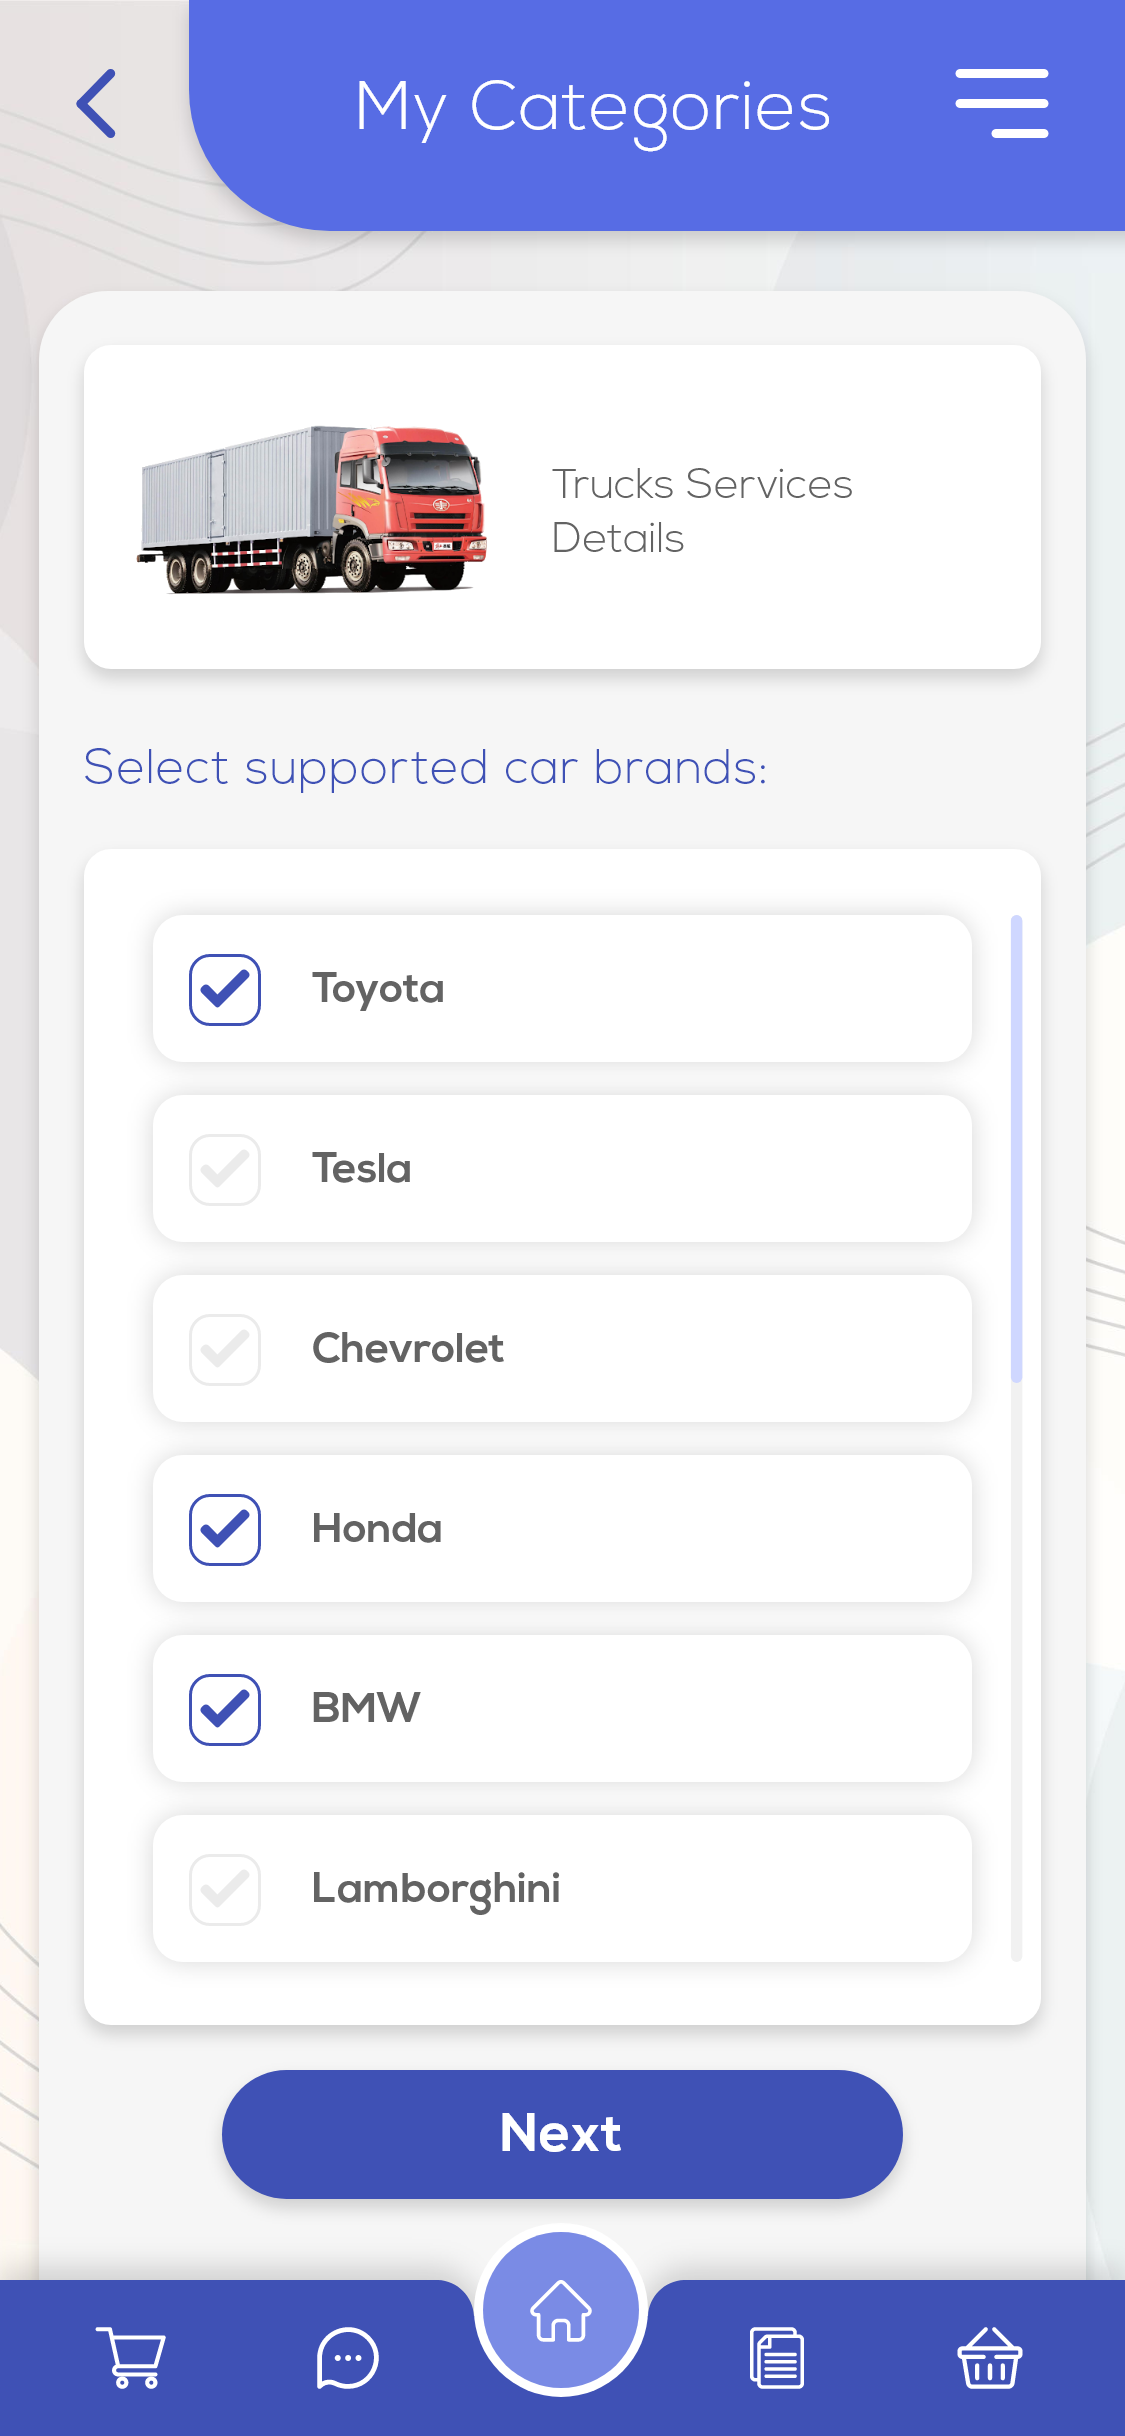 My Categories
Trucks Services
Details
Select supported car brands:
Toyota
Tesla
Chevrolet
Honda
BMW
Lamborghini
Next